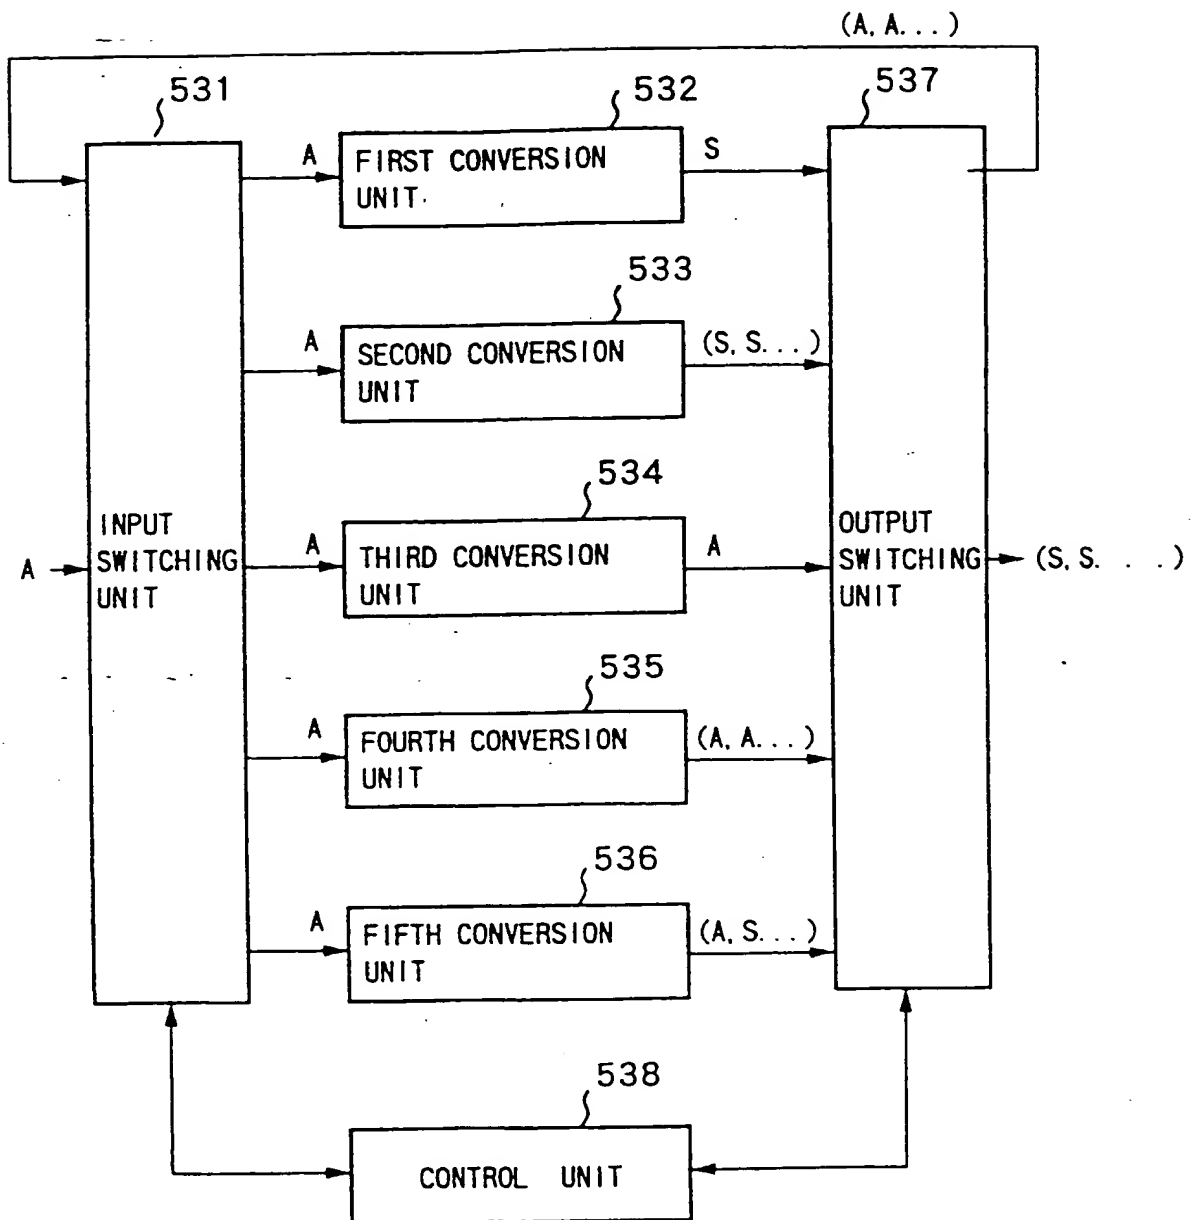 (A, A...)
531
532
537
A
FIRST CONVERSION
UNIT
S
533
A
SECOND CONVERSION
UNIT
(S, S...)
534
A
INPUT
SWITCHING
UNIT
A
THIRD CONVERSION
UNIT
A
OUTPUT
SWITCHING
UNIT
(S, S. . . .)
535
A
FOURTH CONVERSION
UNIT
(A, A...)
536
A
FIFTH CONVERSION
UNIT
(A, S...)
538
CONTROL UNIT